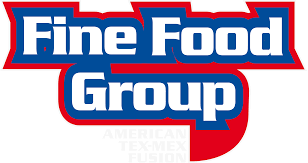 Fine Food
Group
AMERICAN
TEX-MEX
FUSION